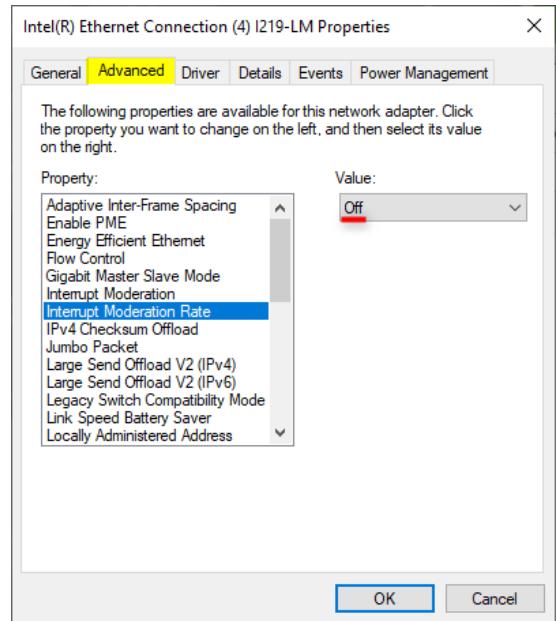 Intel(R) Ethernet Connection (4) I219-LM Properties
General Advanced Driver Details Events Power Management
The following properties are available for this network adapter. Click
the property you want to change on the left, and then select its value
on the right.
Property:
Value:
Adaptive Inter-Frame Spacing
Enable PME
Energy Efficient Ethernet
Flow Control
Gigabit Master Slave Mode
Interrupt Moderation
Interrupt Moderation Rate
IPv4 Checksum Offload
Jumbo Packet
Large Send Offload V2 (IPv4)
Large Send Offload V2 (IPv6)
Legacy Switch Compatibility Mode
Link Speed Battery Saver
Locally Administered Address
Off
OK
Cancel